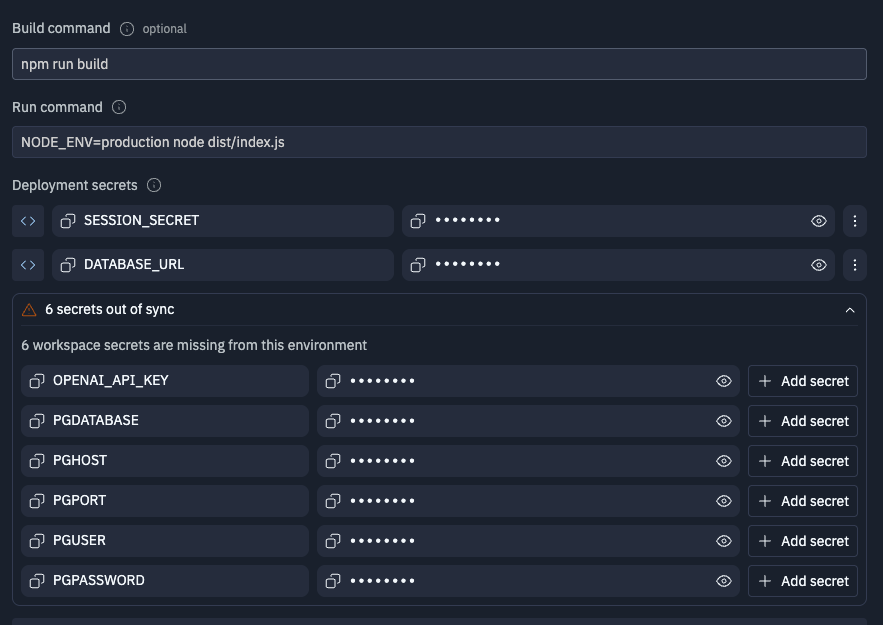 Build command optional
npm run build
Run command
NODE_ENV=production node dist/index.js
Deployment secrets
SESSION_SECRET ••••••••
DATABASE_URL ••••••••
6 secrets out of sync
6 workspace secrets are missing from this environment
OPENAI_API_KEY •••••••• + Add secret
PGDATABASE •••••••• + Add secret
PGHOST •••••••• + Add secret
PGPORT •••••••• + Add secret
PGUSER •••••••• + Add secret
PGPASSWORD •••••••• + Add secret